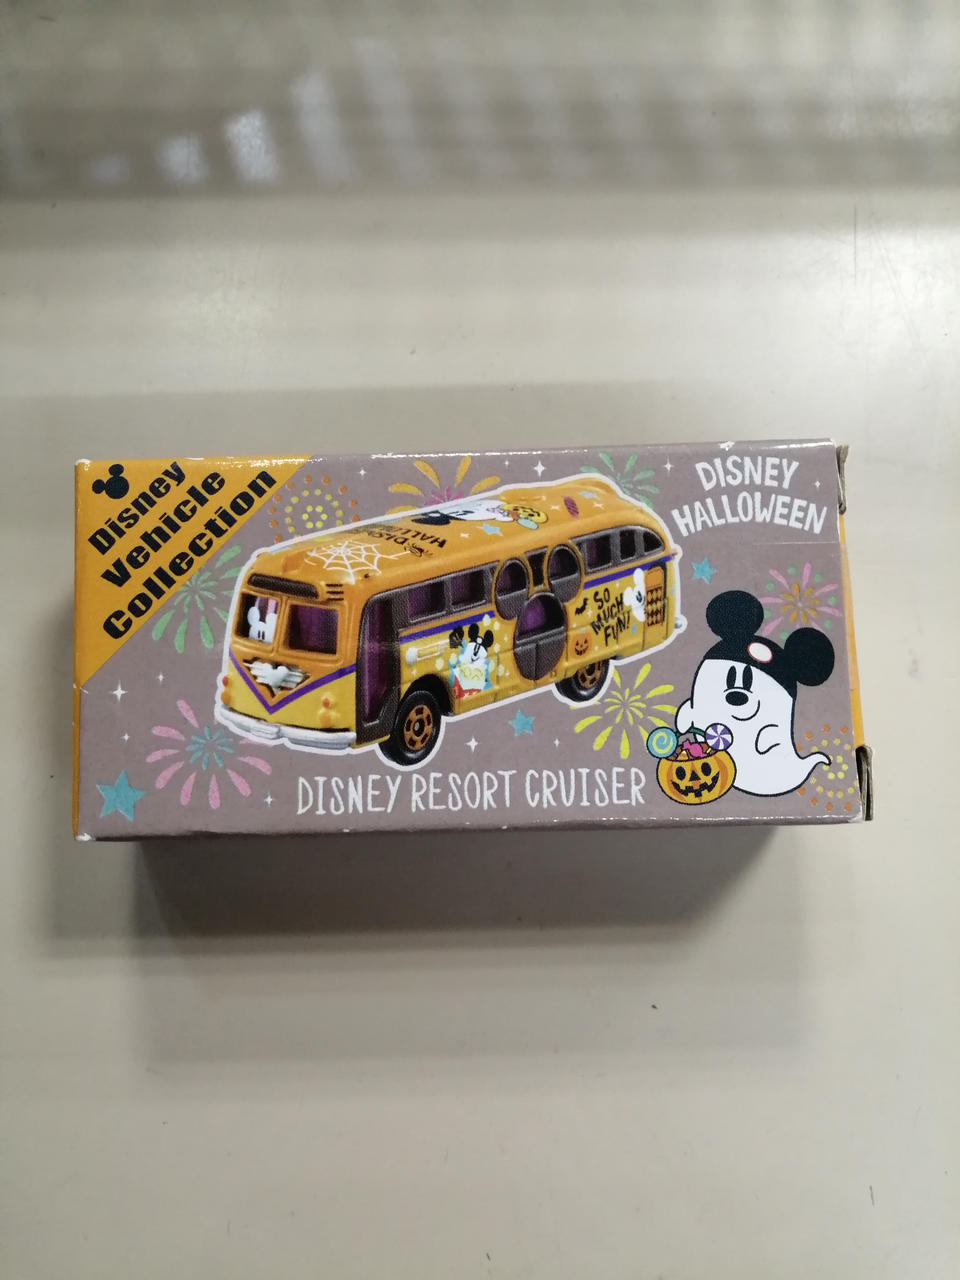 Disney
Vehicle
Collection
DISNEY
HALLOWEEN
SO
MUCH
FUN!
DISNEY RESORT CRUISER